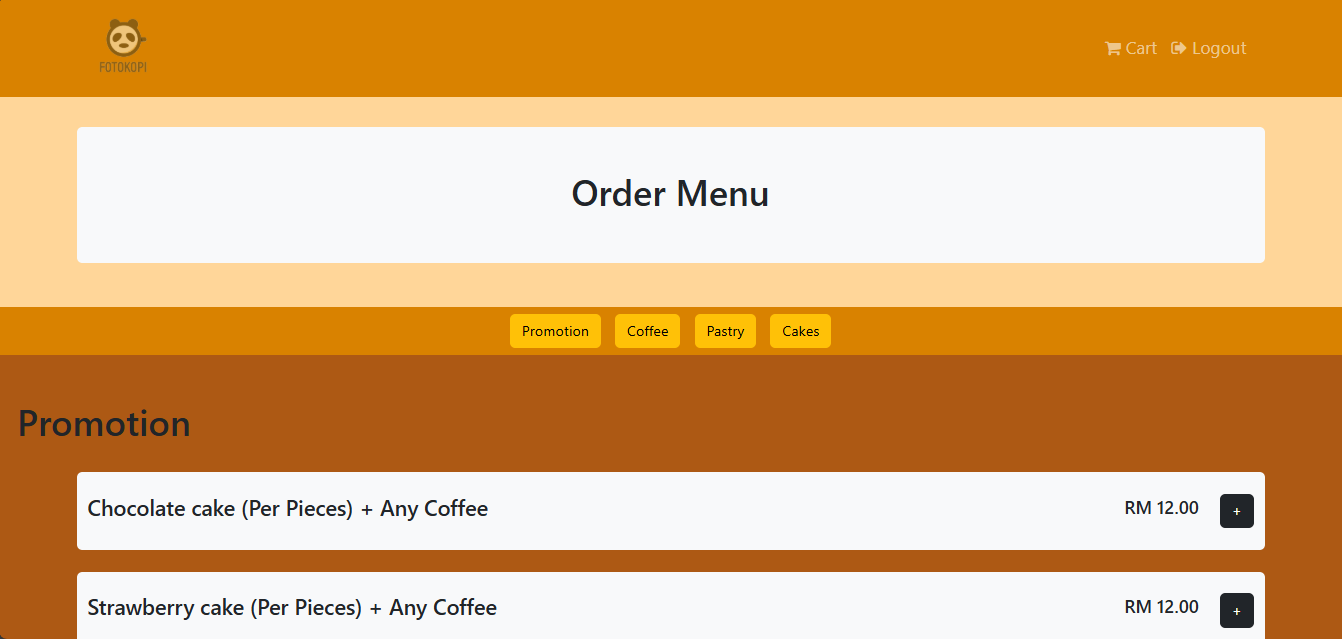 FOTOKOPI
Cart Logout
Order Menu
Promotion Coffee Pastry Cakes
Promotion
Chocolate cake (Per Pieces) + Any Coffee RM 12.00 +
Strawberry cake (Per Pieces) + Any Coffee RM 12.00 +